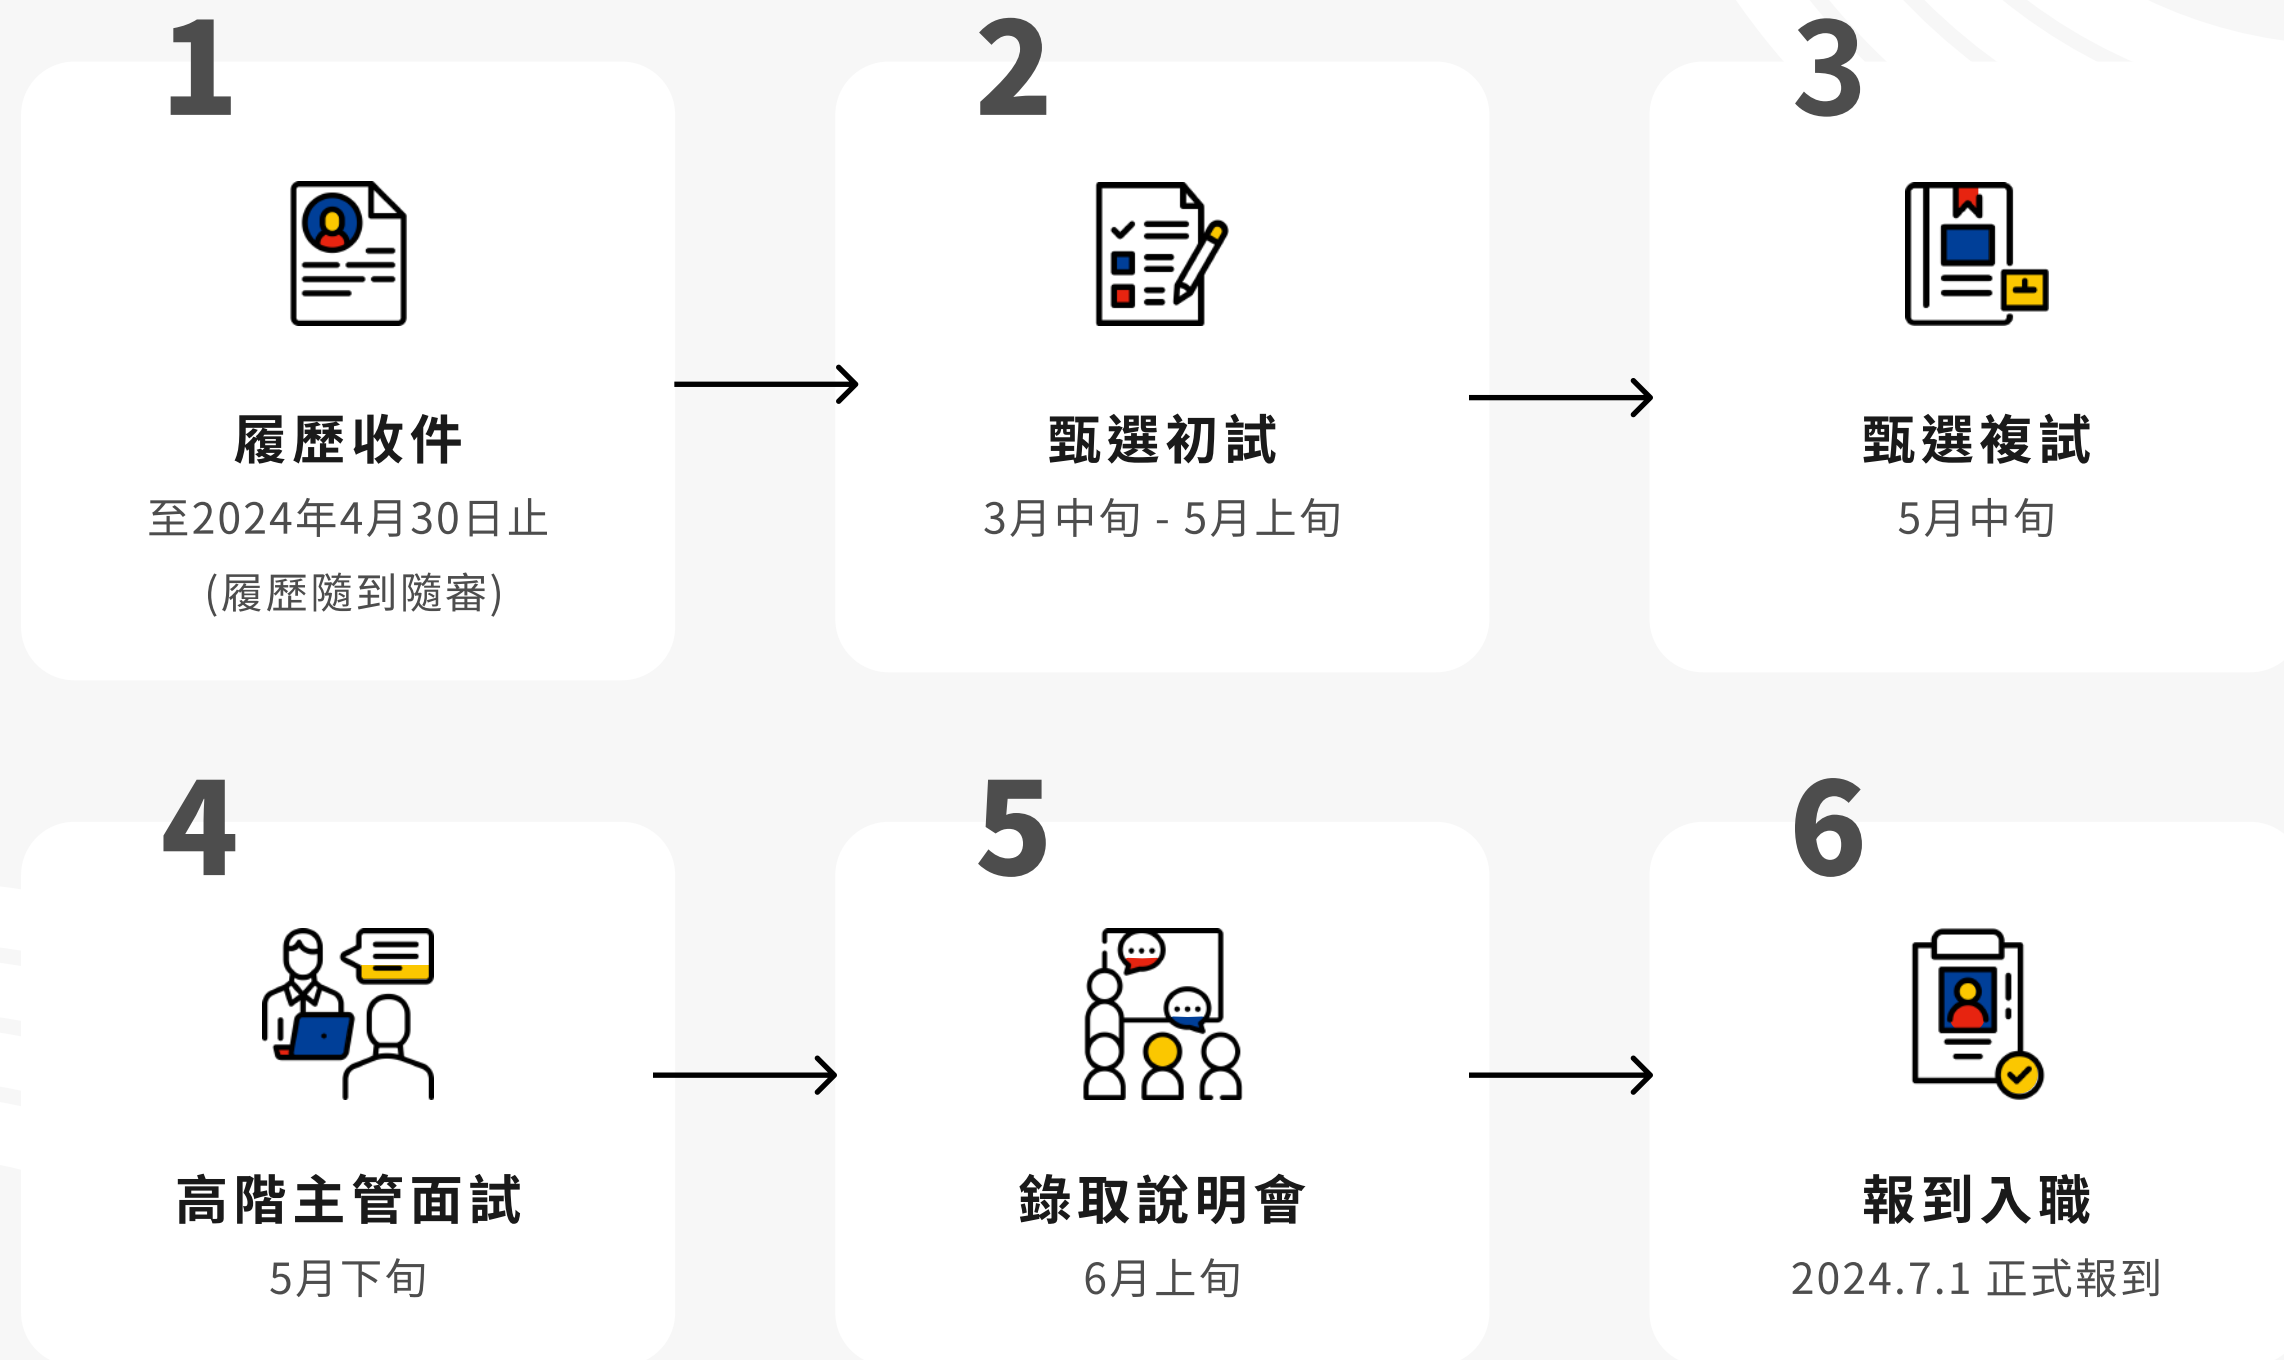 1
履歷收件
至2024年4月30日止
(履歷隨到隨審)
2
甄選初試
3月中旬 - 5月上旬
3
甄選複試
5月中旬
4
高階主管面試
5月下旬
5
錄取說明會
6月上旬
6
報到入職
2024.7.1 正式報到